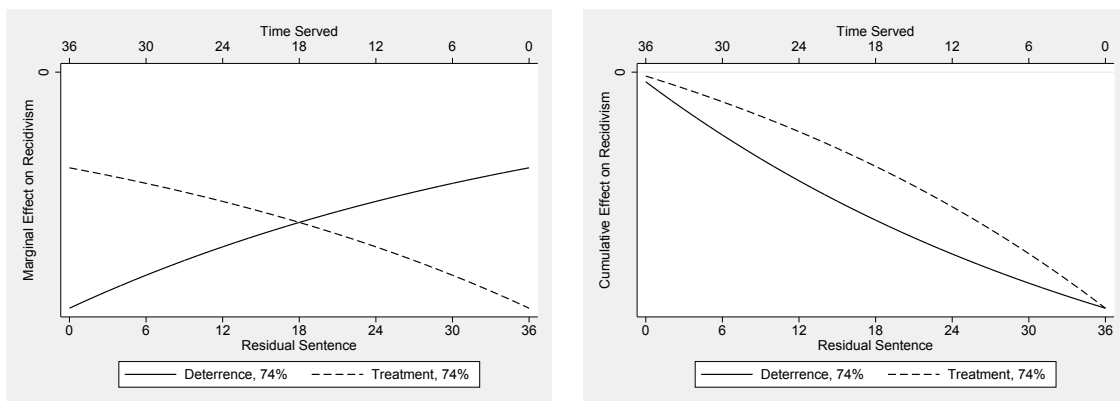 Time Served
36 30 24 18 12 6 0
0
Marginal Effect on Recidivism
0 6 12 18 24 30 36
Residual Sentence
Deterrence, 74% Treatment, 74%
Time Served
36 30 24 18 12 6 0
0
Cumulative Effect on Recidivism
0 6 12 18 24 30 36
Residual Sentence
Deterrence, 74% Treatment, 74%